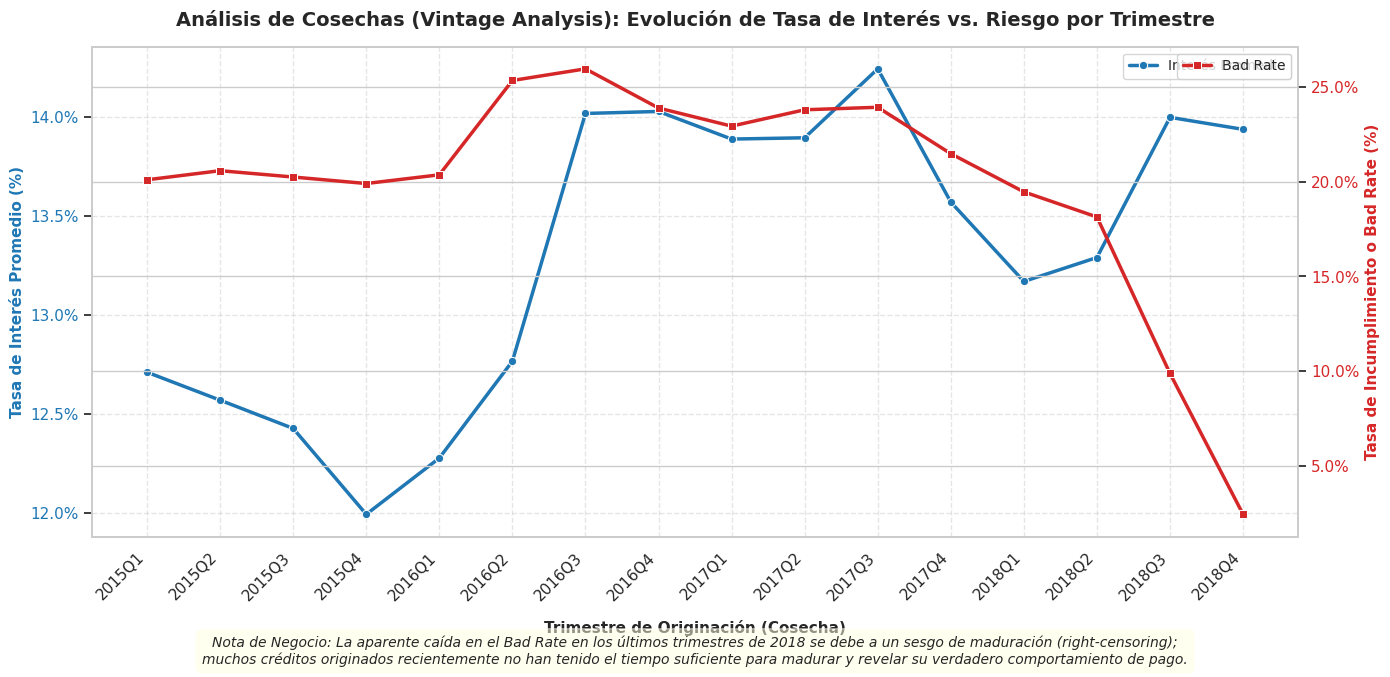 Análisis de Cosechas (Vintage Analysis): Evolución de Tasa de Interés vs. Riesgo por Trimestre
Bad Rate
Tasa de Interés Promedio (%)
14.0%
13.5%
13.0%
12.5%
12.0%
25.0%
20.0%
15.0%
10.0%
5.0%
Tasa de Incumplimiento o Bad Rate (%)
2015Q1
2015Q2
2015Q3
2015Q4
2016Q1
2016Q2
2016Q3
2016Q4
2017Q1
2017Q2
2017Q3
2017Q4
2018Q1
2018Q2
2018Q3
2018Q4
Trimestre de Originación (Cosecha)
Nota de Negocio: La aparente caída en el Bad Rate en los últimos trimestres de 2018 se debe a un sesgo de maduración (right-censoring);
muchos créditos originados recientemente no han tenido el tiempo suficiente para madurar y revelar su verdadero comportamiento de pago.